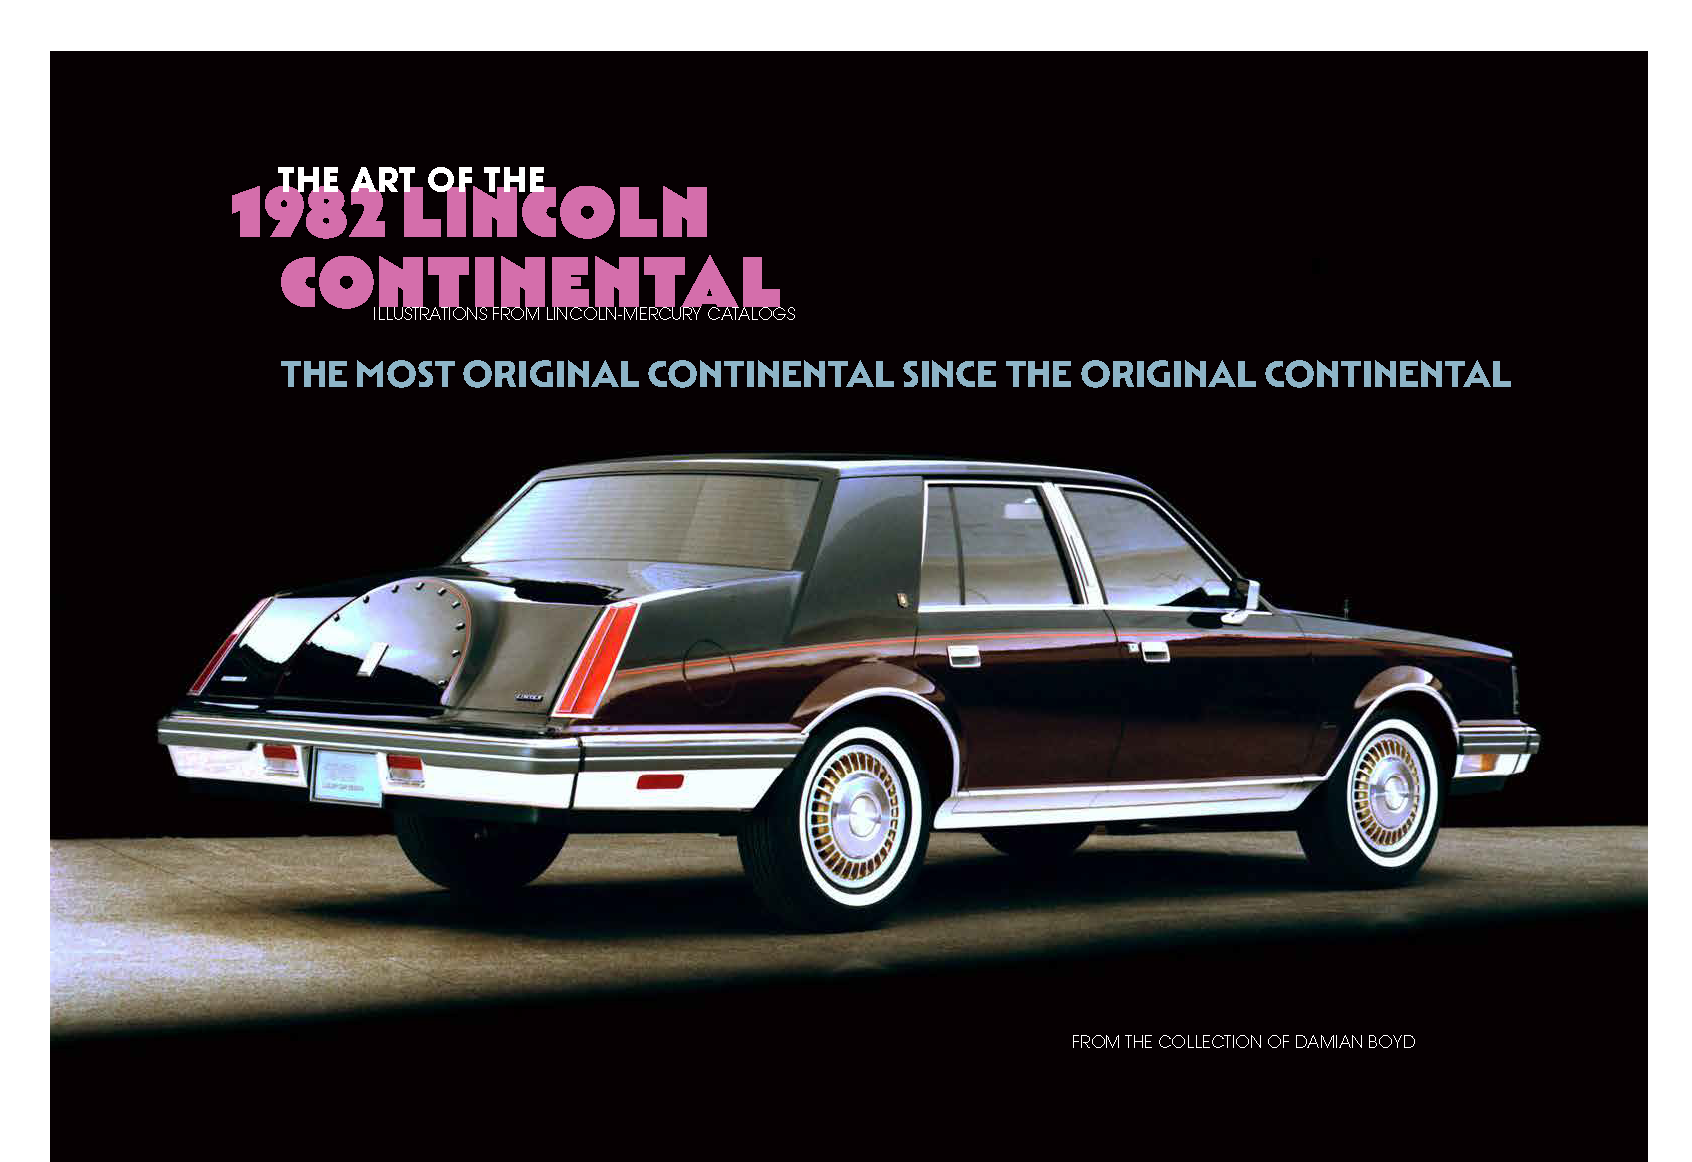 THE ART OF THE
1982 LINCOLN
CONTINENTAL
ILLUSTRATIONS FROM LINCOLN-MERCURY CATALOGS
THE MOST ORIGINAL CONTINENTAL SINCE THE ORIGINAL CONTINENTAL
LINCOLN
FROM THE COLLECTION OF DAMIAN BOYD